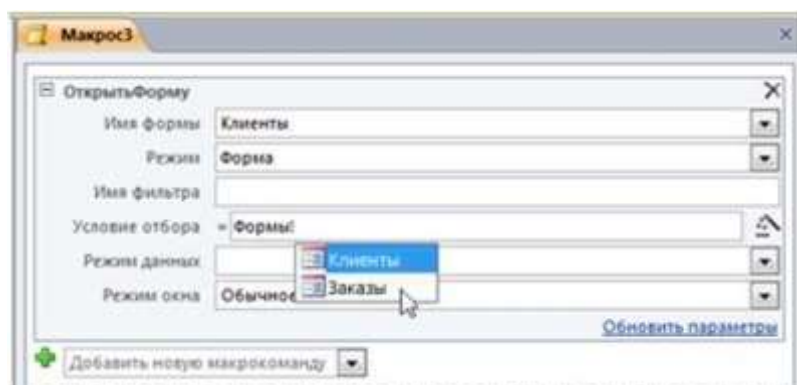 Макрос3
ОткрытьФорму
Имя формы Клиенты
Режим Форма
Имя фильтра
Условие отбора = Формы!
Режим данных Клиенты
Режим окна Обычное Заказы
Обновить параметры
Добавить новую макрокоманду